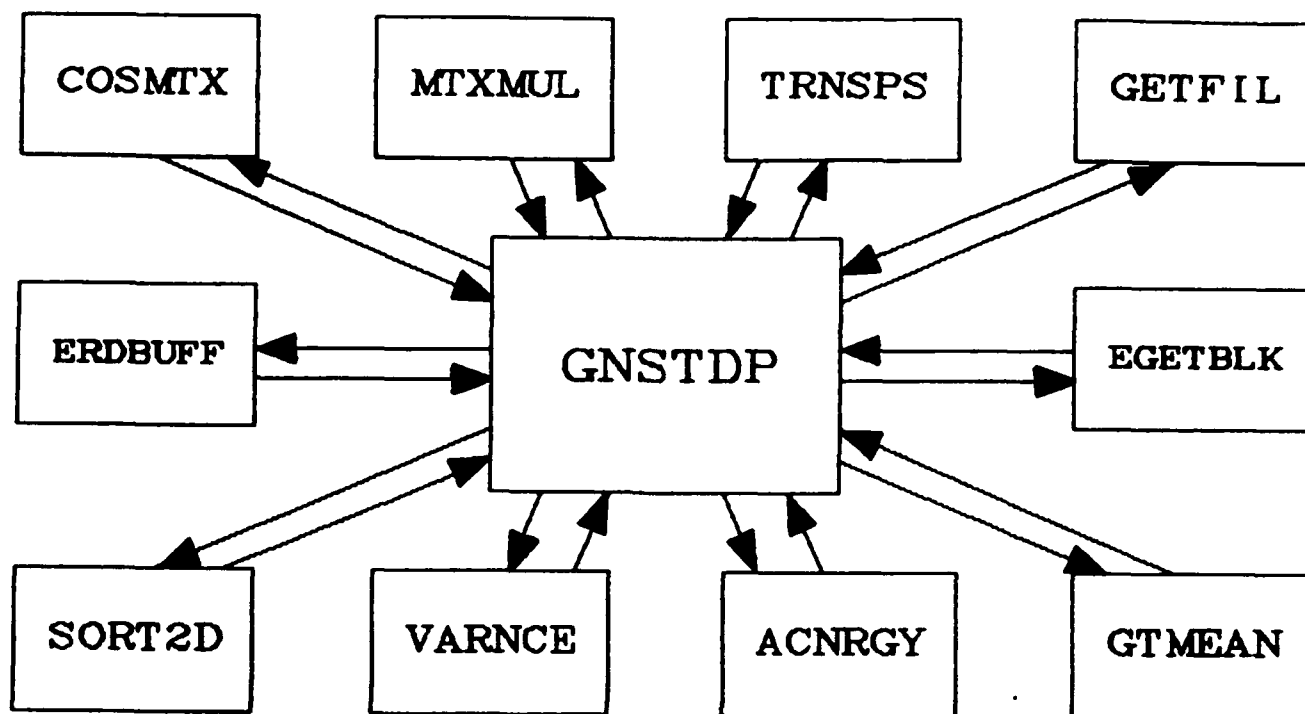 COSMTX
MTXMUL
TRNSPS
GETFIL
ERDBUFF
GNSTDP
EGETBLK
SORT2D
VARNCE
ACNRGY
GTMEAN